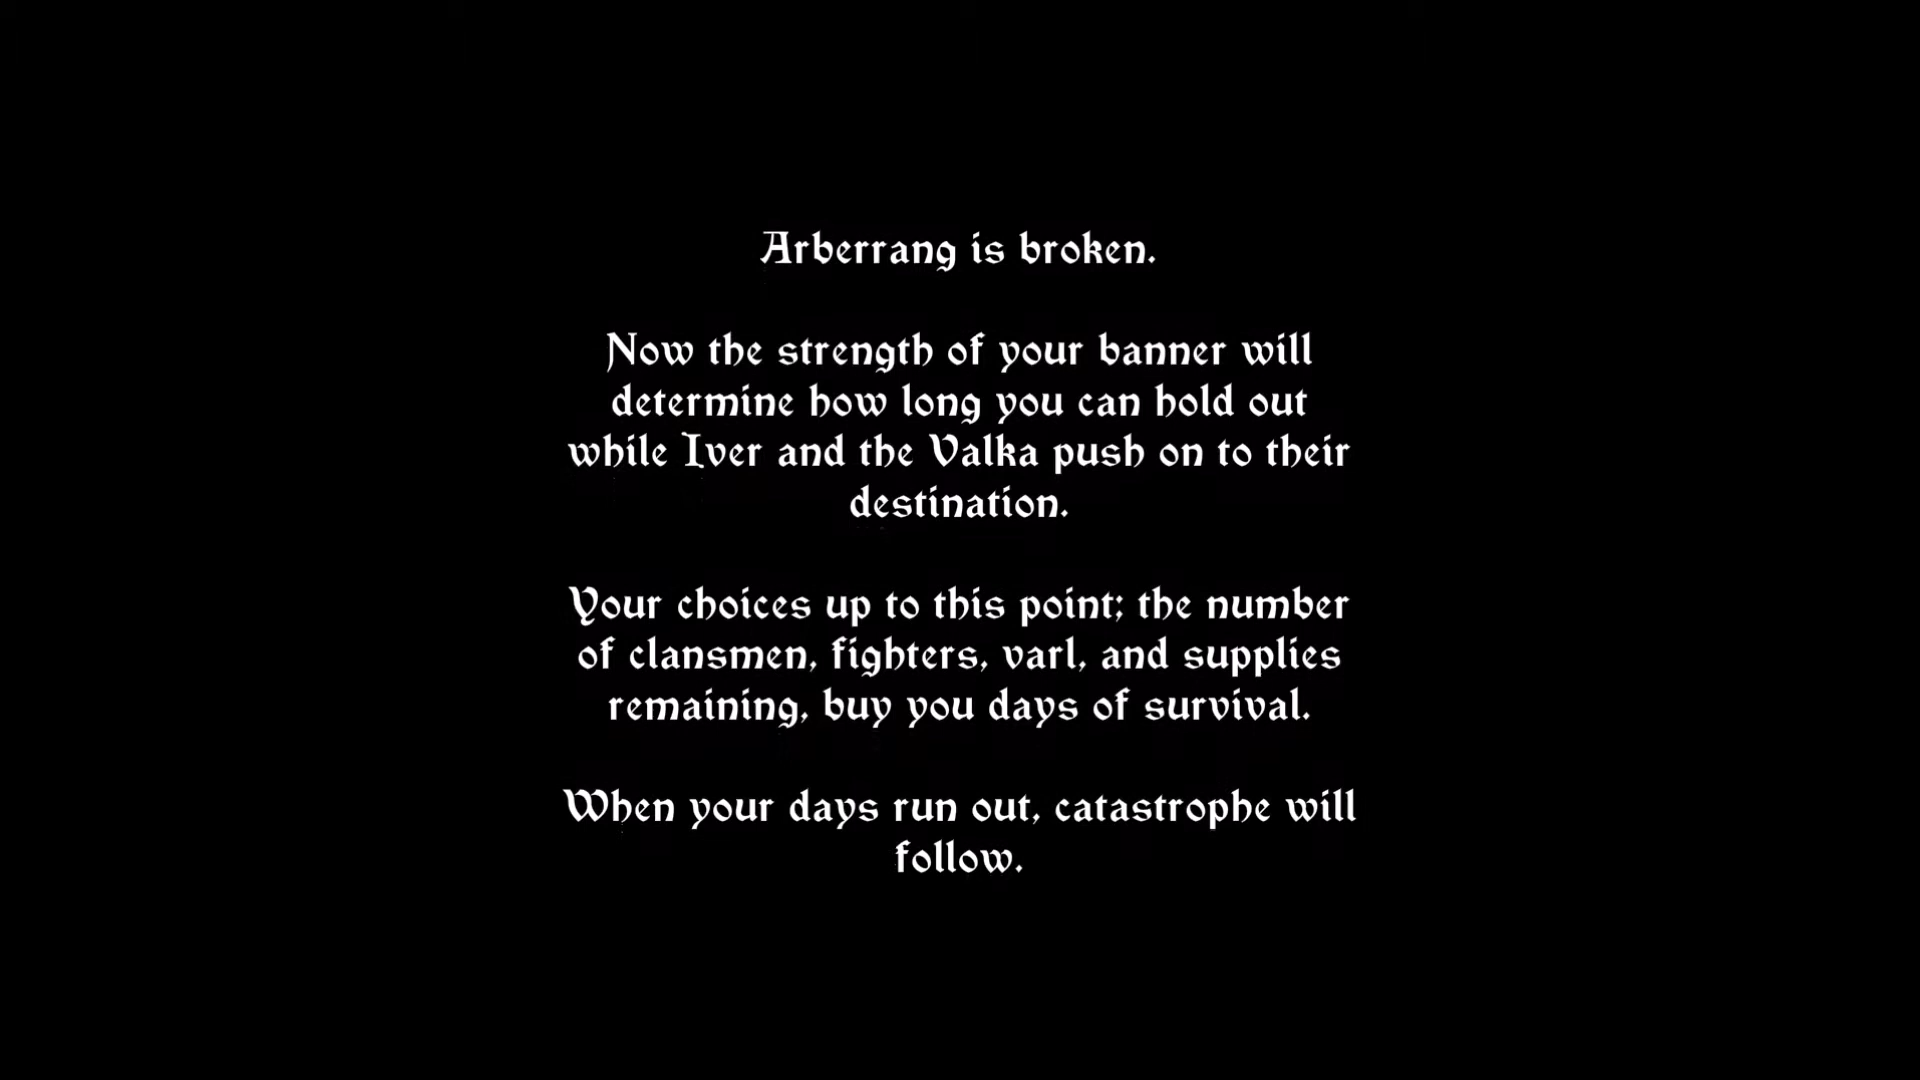 Arberrang is broken.
Now the strength of your banner will
determine how long you can hold out
while Iver and the Valka push on to their
destination.
Your choices up to this point; the number
of clansmen, fighters, varl, and supplies
remaining, buy you days of survival.
When your days run out, catastrophe will
follow.